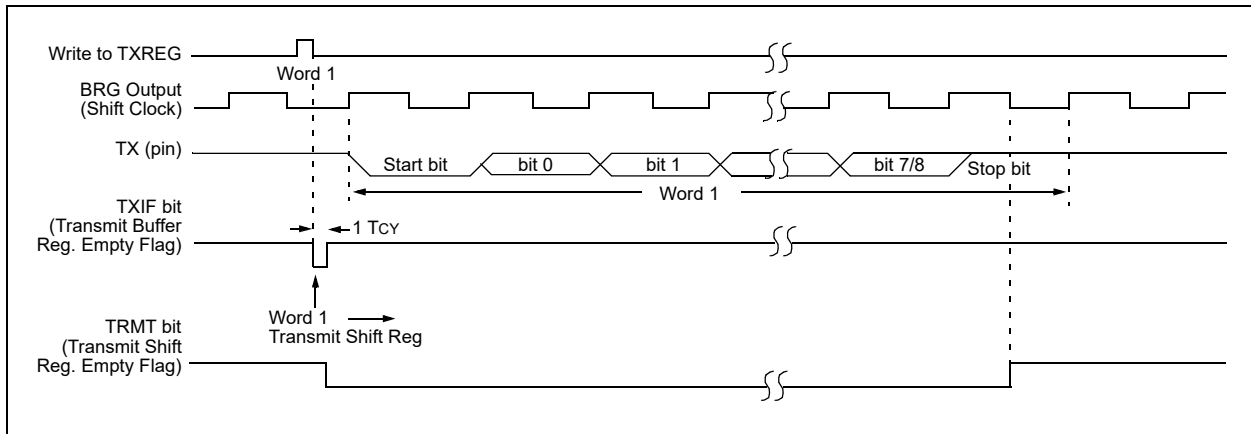 Write to TXREG
Word 1
BRG Output
(Shift Clock)
TX (pin)
Start bit
bit 0
bit 1
bit 7/8
Stop bit
Word 1
TXIF bit
(Transmit Buffer
Reg. Empty Flag)
1 TCY
Word 1
Transmit Shift Reg
TRMT bit
(Transmit Shift
Reg. Empty Flag)